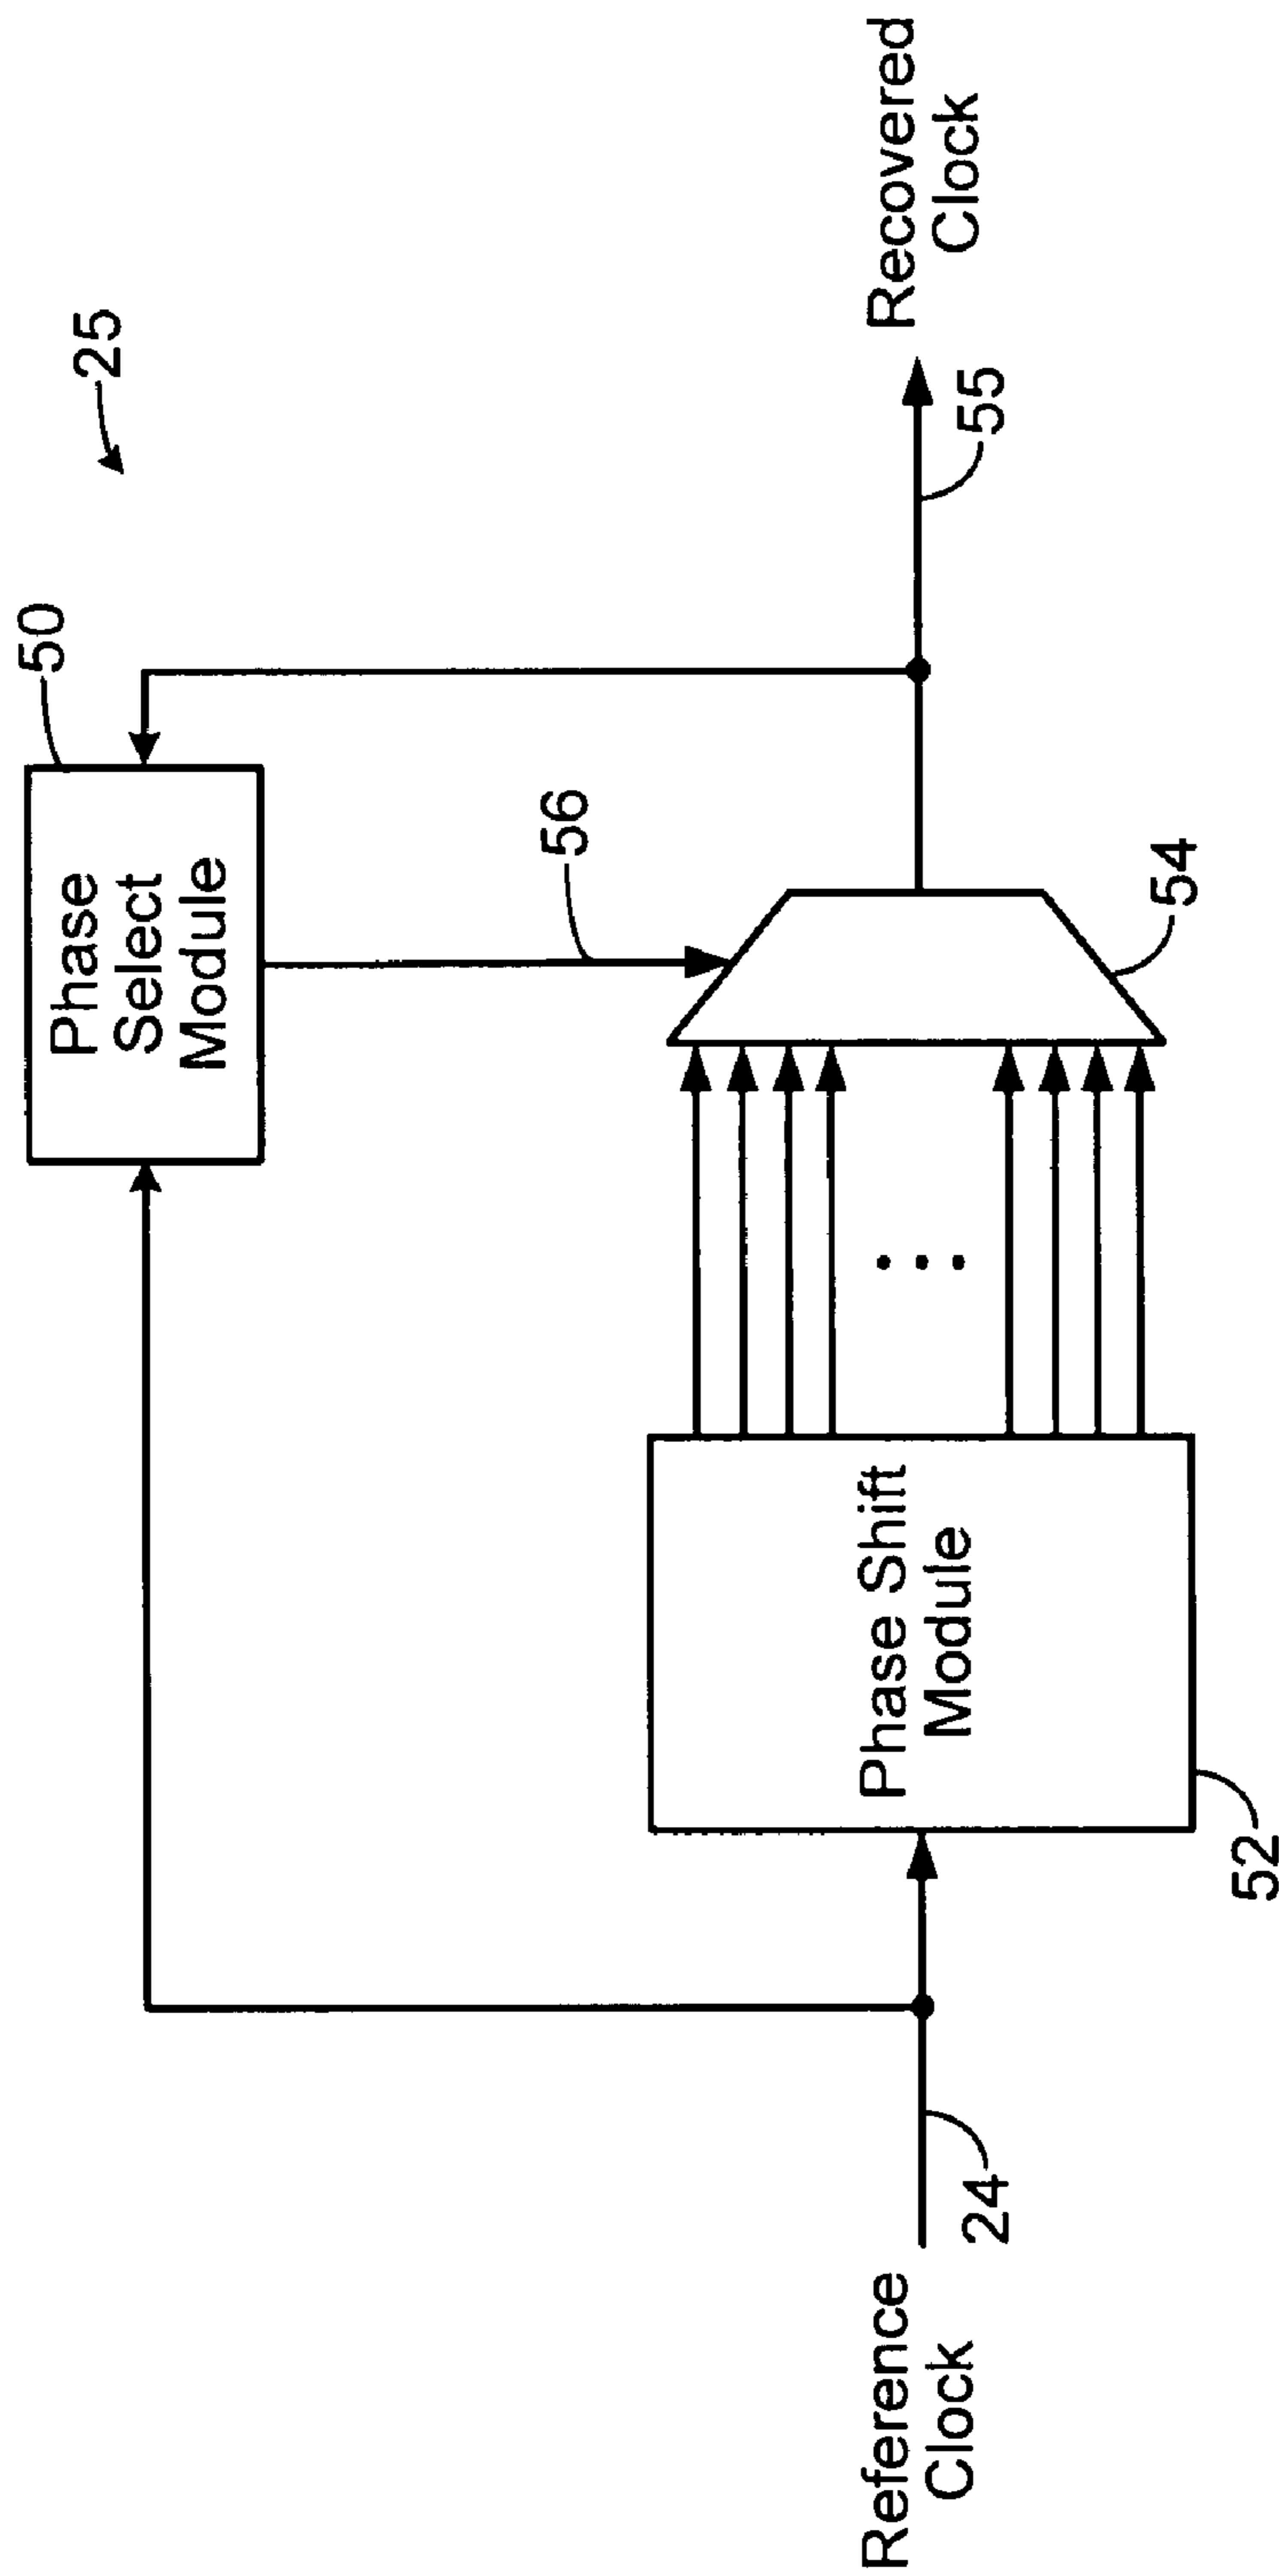 25
50
Phase
Select
Module
56
Recovered
Clock
55
54
Phase Shift
Module
52
Reference
Clock
24